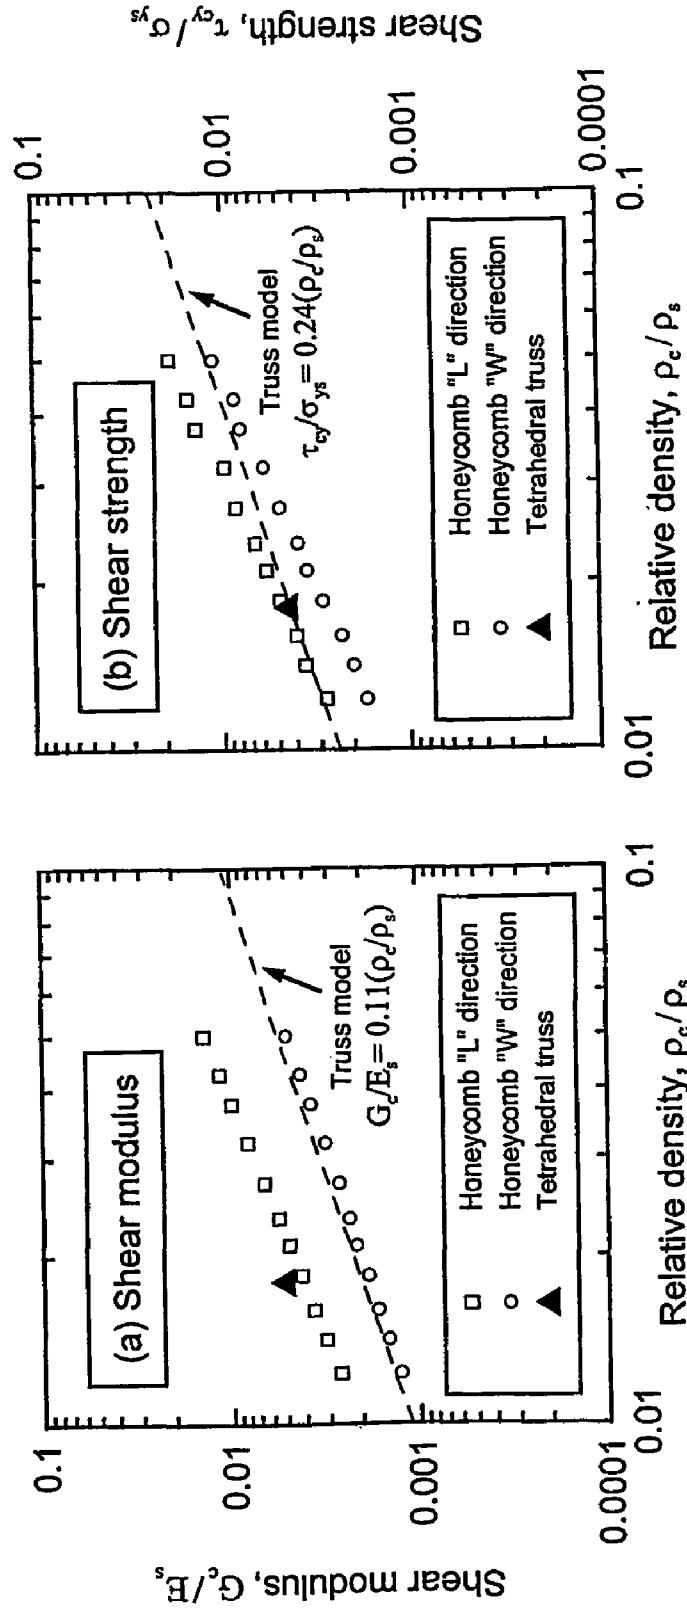 (a) Shear modulus
Shear modulus, G_c/E_s
0.1
0.01
0.001
0.0001
Truss model
G_c/E_s = 0.11(ρ_c/ρ_s)
Honeycomb "L" direction
Honeycomb "W" direction
Tetrahedral truss
0.01
0.1
Relative density, ρ_c/ρ_s
(b) Shear strength
0.1
0.01
0.001
0.0001
Shear strength, τ_cy/σ_ys
Truss model
τ_cy/σ_ys = 0.24(ρ_c/ρ_s)
Honeycomb "L" direction
Honeycomb "W" direction
Tetrahedral truss
0.01
0.1
Relative density, ρ_c/ρ_s